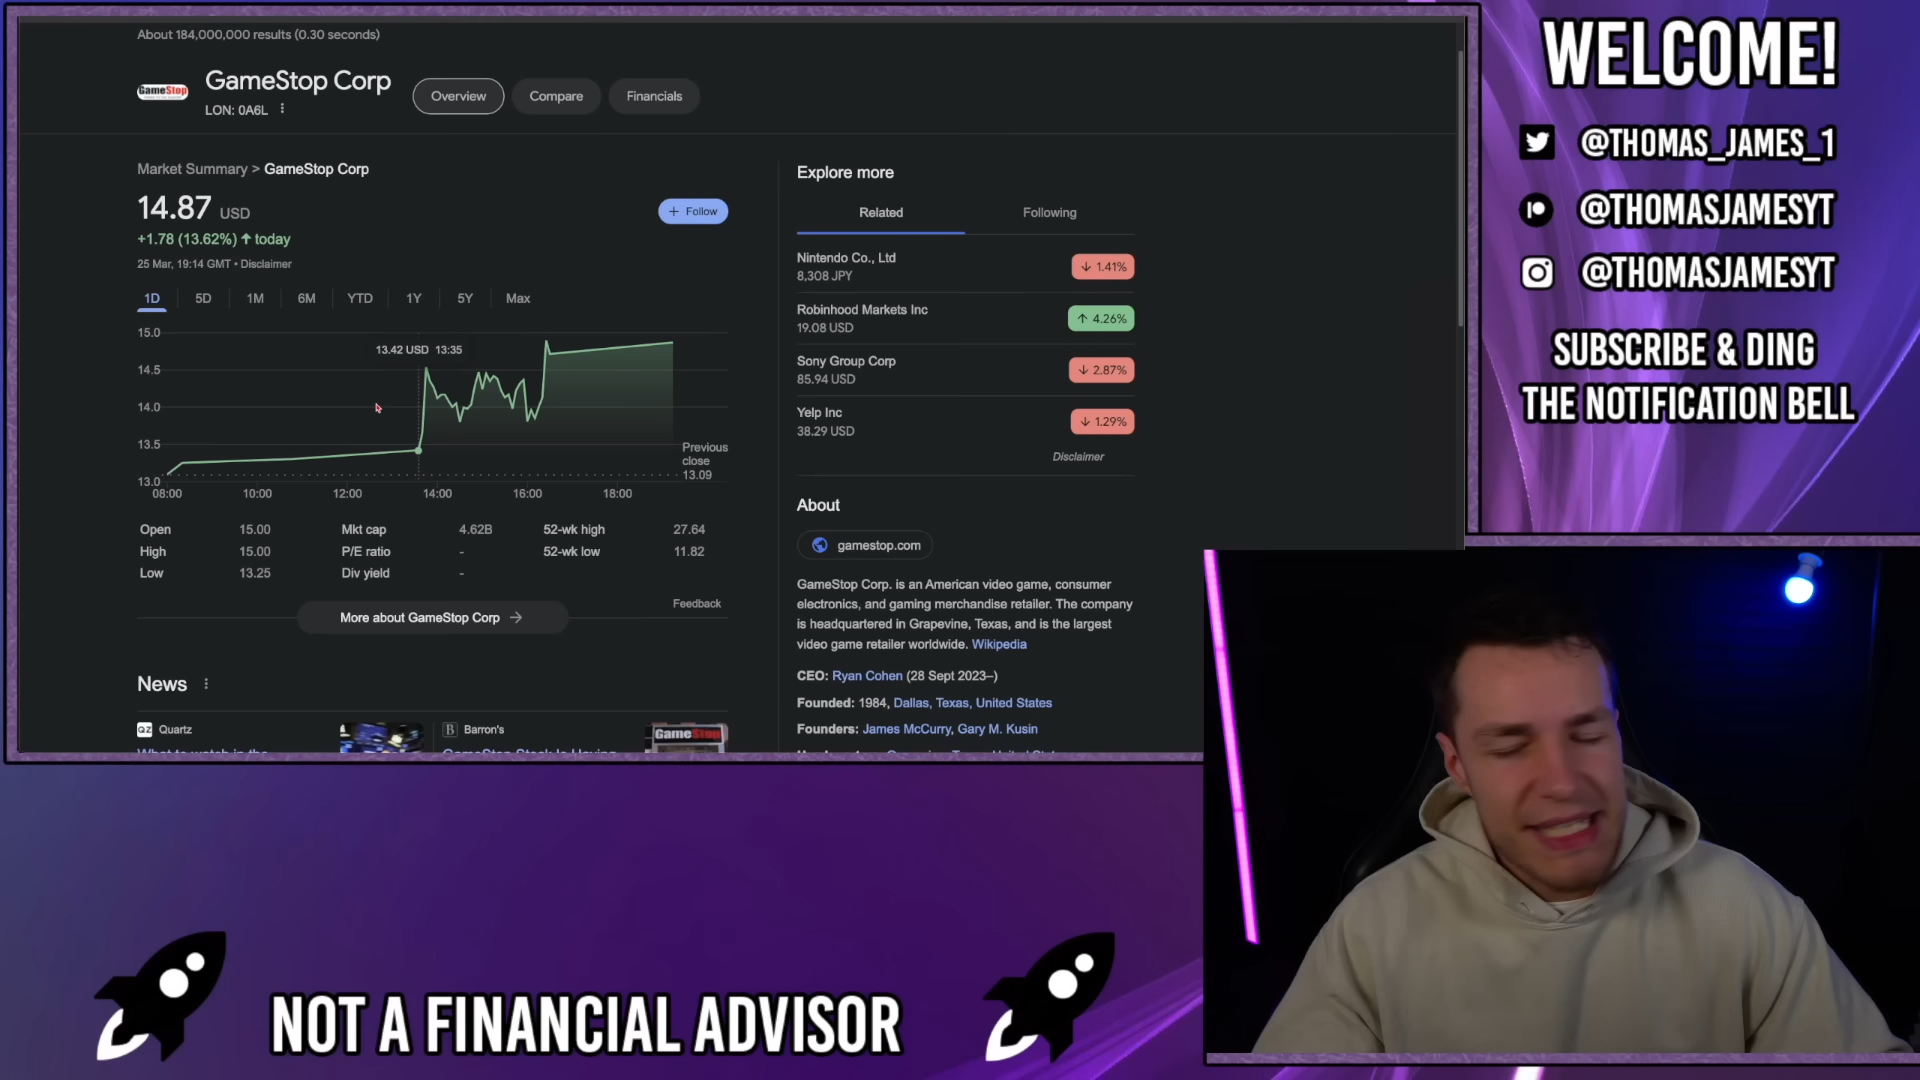 About 184,000,000 results (0.30 seconds)
GameStop
GameStop Corp
LON: 0A6L
Overview
Compare
Financials
Market Summary > GameStop Corp
14.87 USD
+ Follow
+1.78 (13.62%) ↑ today
25 Mar, 19:14 GMT • Disclaimer
1D 5D 1M 6M YTD 1Y 5Y Max
15.0
13.42 USD 13:35
14.5
14.0
13.5
Previous
close
13.09
13.0
08:00 10:00 12:00 14:00 16:00 18:00
Open 15.00 Mkt cap 4.62B 52-wk high 27.64
High 15.00 P/E ratio - 52-wk low 11.82
Low 13.25 Div yield -
Feedback
More about GameStop Corp →
News
Quartz
Barron's
GameStop
Explore more
Related
Following
Nintendo Co., Ltd
8,308 JPY
↓ 1.41%
Robinhood Markets Inc
19.08 USD
↑ 4.26%
Sony Group Corp
85.94 USD
↓ 2.87%
Yelp Inc
38.29 USD
↓ 1.29%
Disclaimer
About
gamestop.com
GameStop Corp. is an American video game, consumer
electronics, and gaming merchandise retailer. The company
is headquartered in Grapevine, Texas, and is the largest
video game retailer worldwide. Wikipedia
CEO: Ryan Cohen (28 Sept 2023–)
Founded: 1984, Dallas, Texas, United States
Founders: James McCurry, Gary M. Kusin
WELCOME!
@THOMAS_JAMES_1
@THOMASJAMESYT
@THOMASJAMESYT
SUBSCRIBE & DING
THE NOTIFICATION BELL
NOT A FINANCIAL ADVISOR